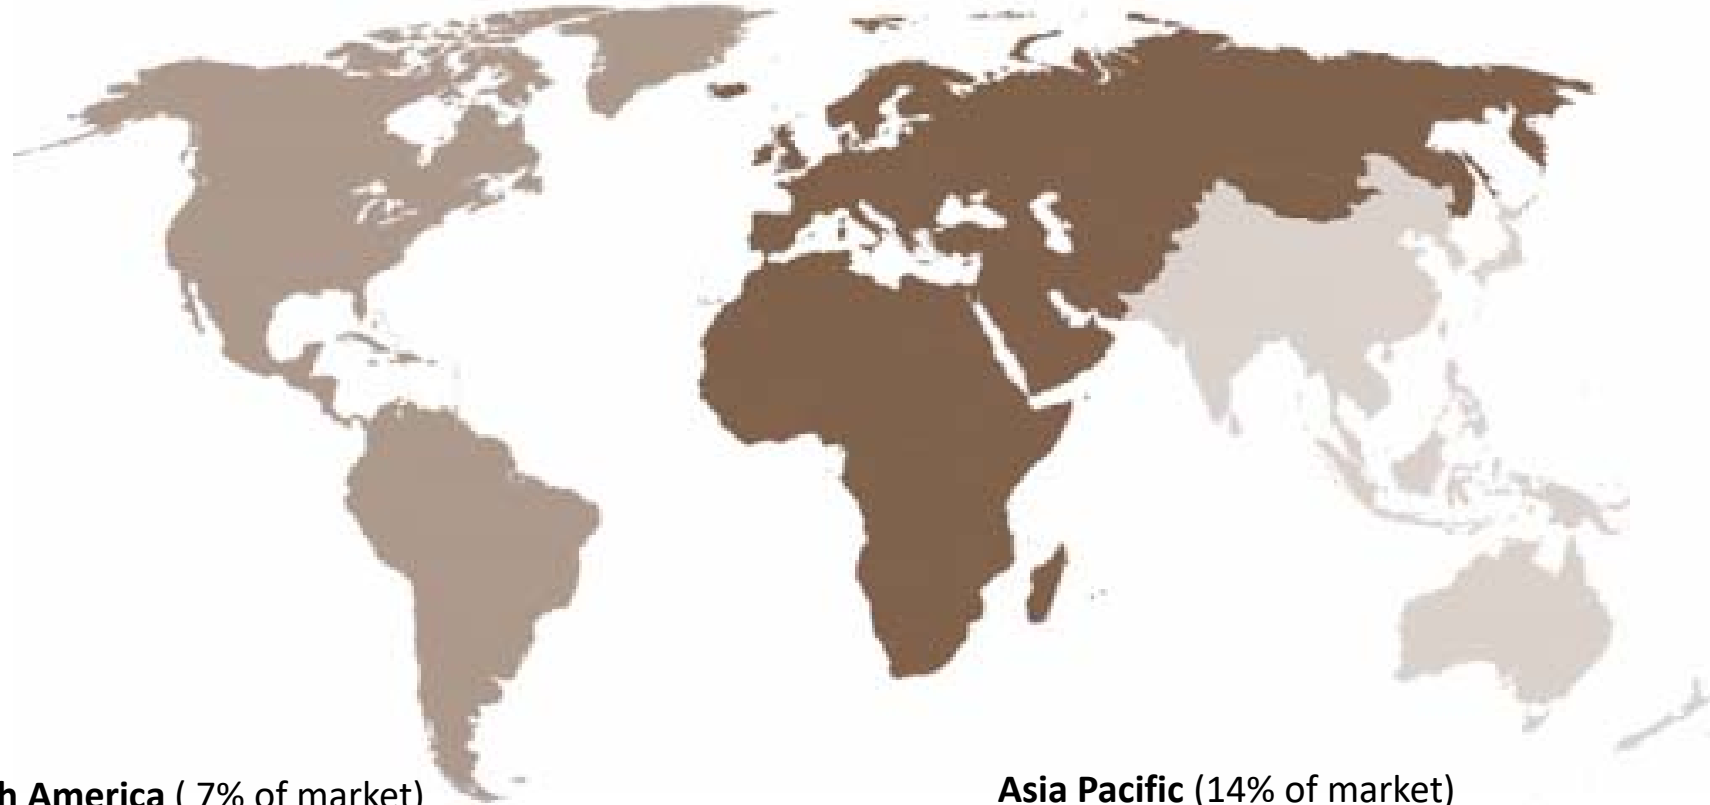 h America ( 7% of market)
Asia Pacific (14% of market)